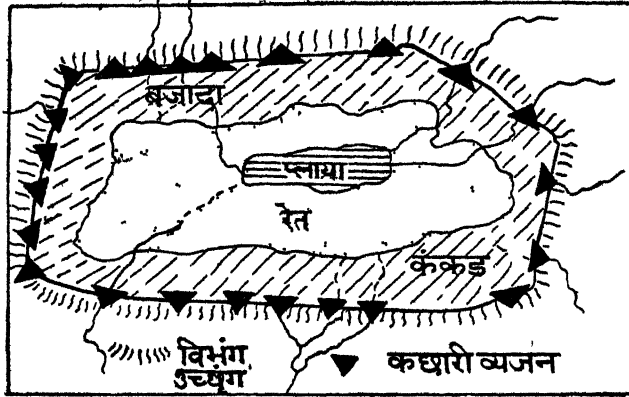 बजादा
प्लाया
रेत
कंकड
विभंग
उच्छृंग
कछारी व्यजन